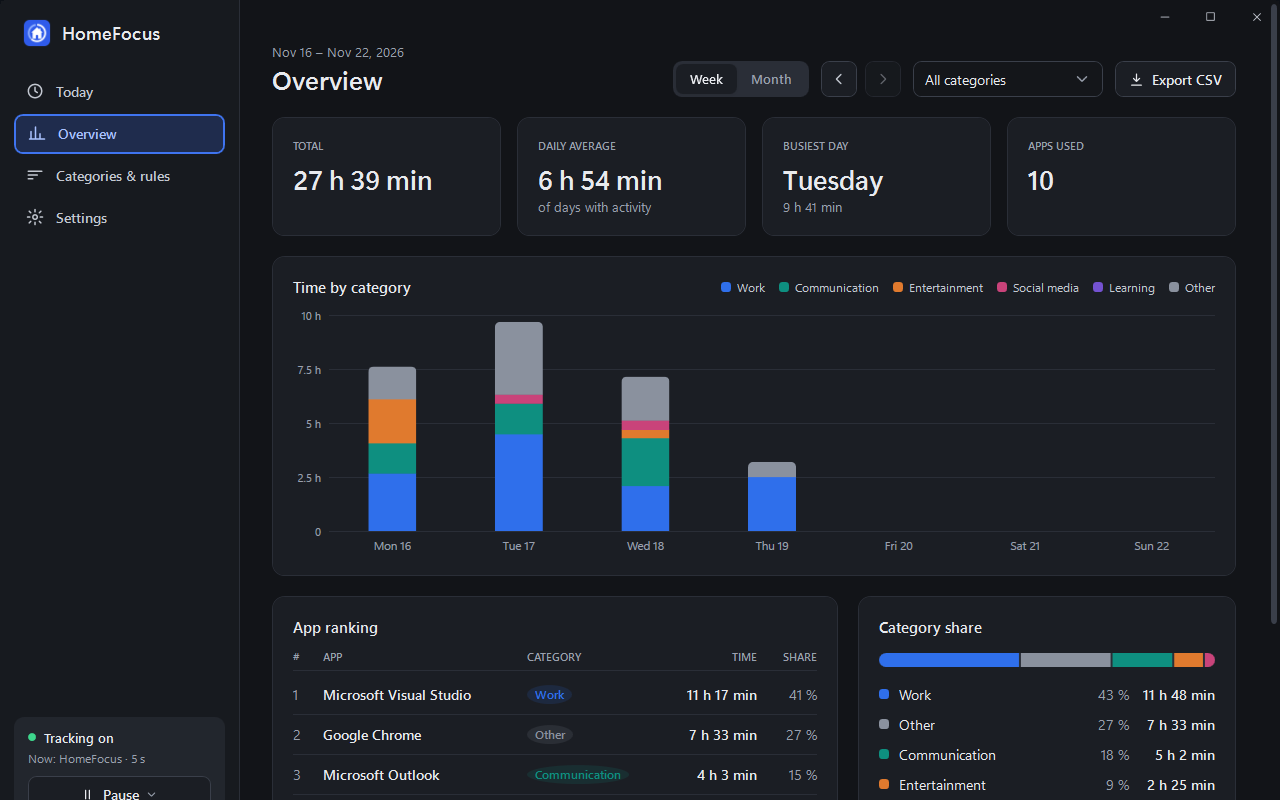 HomeFocus
Today
Overview
Categories & rules
Settings
Tracking on
Now: HomeFocus · 5 s
Pause
Nov 16 – Nov 22, 2026
Overview
Week Month
All categories
Export CSV
TOTAL
27 h 39 min
DAILY AVERAGE
6 h 54 min
of days with activity
BUSIEST DAY
Tuesday
9 h 41 min
APPS USED
10
Time by category
Work Communication Entertainment Social media Learning Other
10 h
7.5 h
5 h
2.5 h
0
Mon 16 Tue 17 Wed 18 Thu 19 Fri 20 Sat 21 Sun 22
App ranking
# APP CATEGORY TIME SHARE
1 Microsoft Visual Studio Work 11 h 17 min 41 %
2 Google Chrome Other 7 h 33 min 27 %
3 Microsoft Outlook Communication 4 h 3 min 15 %
Category share
Work 43 % 11 h 48 min
Other 27 % 7 h 33 min
Communication 18 % 5 h 2 min
Entertainment 9 % 2 h 25 min